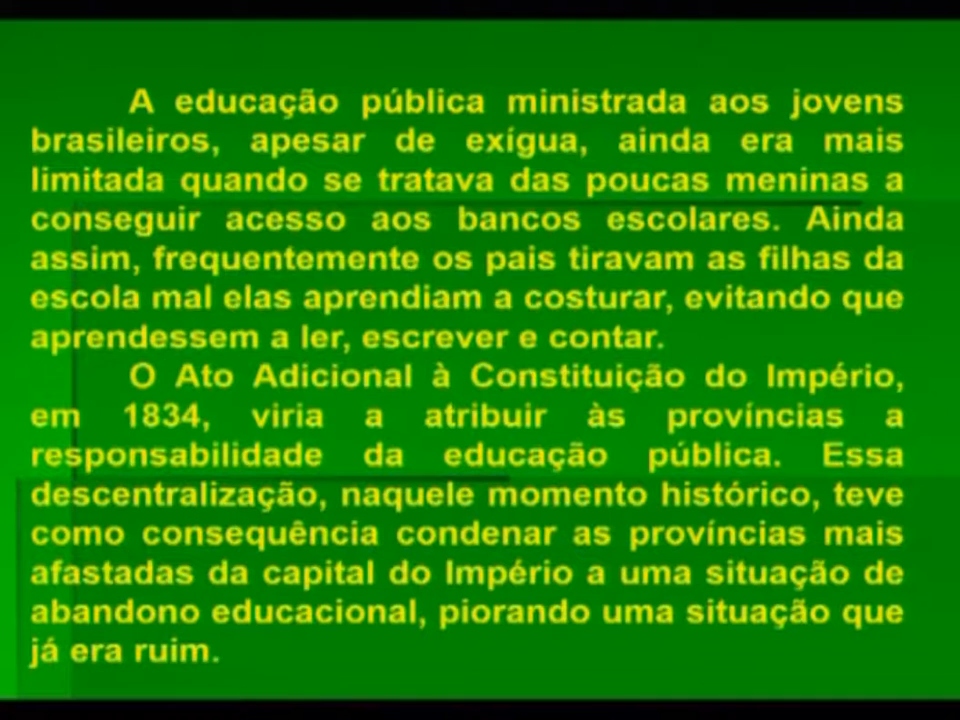 A educação pública ministrada aos jovens
brasileiros, apesar de exígua, ainda era mais
limitada quando se tratava das poucas meninas a
conseguir acesso aos bancos escolares. Ainda
assim, frequentemente os pais tiravam as filhas da
escola mal elas aprendiam a costurar, evitando que
aprendessem a ler, escrever e contar.
O Ato Adicional à Constituição do Império,
em 1834, viria a atribuir às províncias a
responsabilidade da educação pública. Essa
descentralização, naquele momento histórico, teve
como consequência condenar as províncias mais
afastadas da capital do Império a uma situação de
abandono educacional, piorando uma situação que
já era ruim.